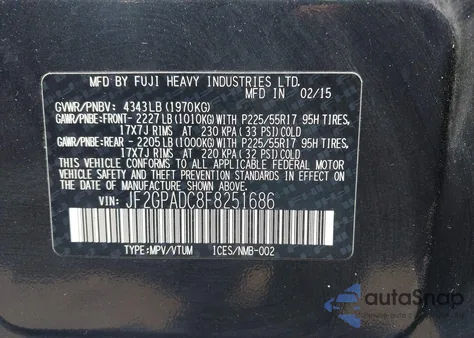 MFD BY FUJI HEAVY INDUSTRIES LTD.
MFD IN 02/15
GVWR/PNBV: 4343LB (1970KG)
GAWR/PNBE:FRONT- 2227LB(1010KG) WITH P225/55R17 95H TIRES,
17X7J RIMS AT 230 KPA (33 PSI) COLD
GAWR/PNBE:REAR - 2205LB(1000KG) WITH P225/55R17 95H TIRES,
17X7J RIMS AT 220 KPA (32 PSI) COLD
THIS VEHICLE CONFORMS TO ALL APPLICABLE FEDERAL MOTOR
VEHICLE SAFETY STANDARDS IN EFFECT ON
THE DATE OF MANUFACTURE SHOWN ABOVE.
VIN: JF2GPADC8F8251686
TYPE:MPV/VTUM ICES/NMB-002
autoSnap